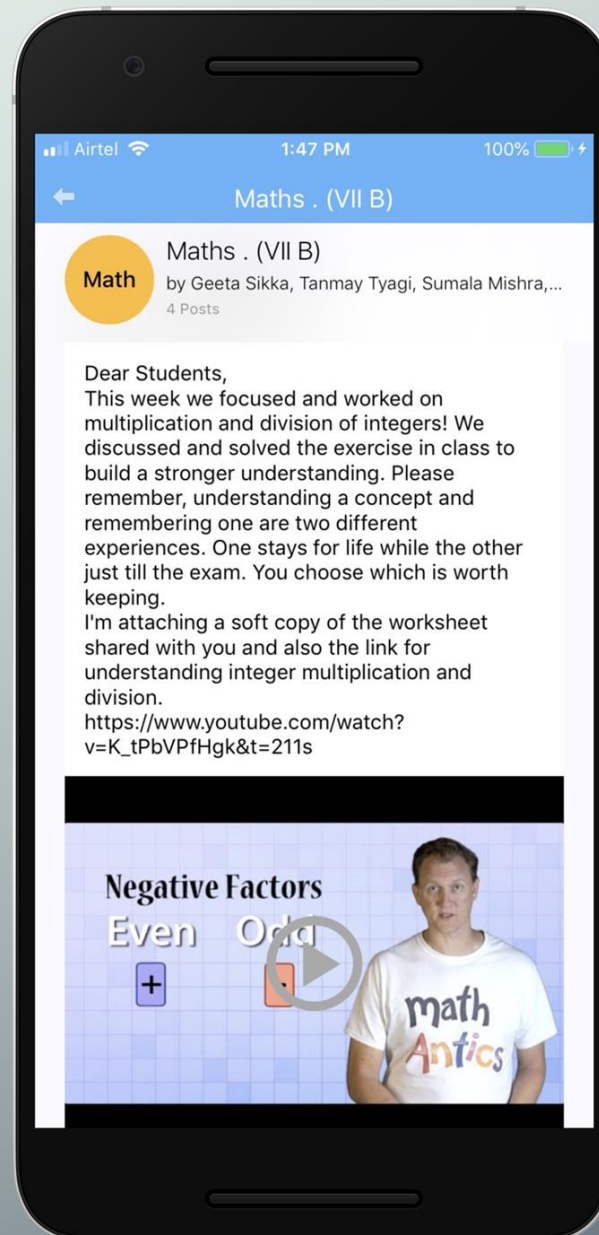 Airtel 1:47 PM 100%
Maths . (VII B)
Math
Maths . (VII B)
by Geeta Sikka, Tanmay Tyagi, Sumala Mishra,...
4 Posts
Dear Students,
This week we focused and worked on
multiplication and division of integers! We
discussed and solved the exercise in class to
build a stronger understanding. Please
remember, understanding a concept and
remembering one are two different
experiences. One stays for life while the other
just till the exam. You choose which is worth
keeping.
I'm attaching a soft copy of the worksheet
shared with you and also the link for
understanding integer multiplication and
division.
https://www.youtube.com/watch?
v=K_tPbVPfHgk&t=211s
Negative Factors
Even Odd
+ -
math
Antics